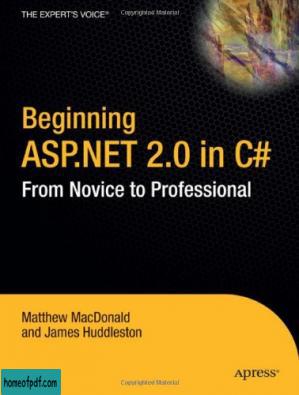 THE EXPERT'S VOICE®
Beginning
ASP.NET 2.0 in C#
From Novice to Professional
Matthew MacDonald
and James Huddleston
homeofpdf.com
Apress®